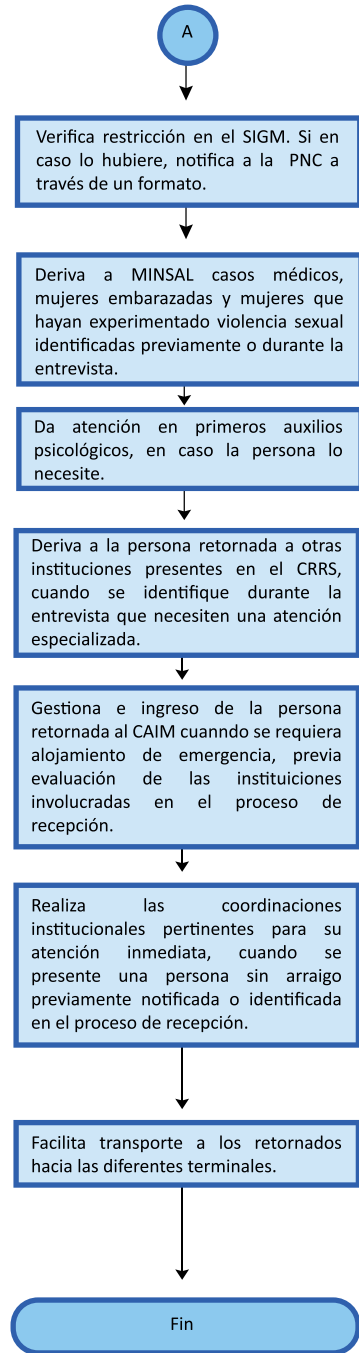 A
Verifica restricción en el SIGM. Si en
caso lo hubiere, notifica a la PNC a
través de un formato.
Deriva a MINSAL casos médicos,
mujeres embarazadas y mujeres que
hayan experimentado violencia sexual
identificadas previamente o durante la
entrevista.
Da atención en primeros auxilios
psicológicos, en caso la persona lo
necesite.
Deriva a la persona retornada a otras
instituciones presentes en el CRRS,
cuando se identifique durante la
entrevista que necesiten una atención
especializada.
Gestiona e ingreso de la persona
retornada al CAIM cuanndo se requiera
alojamiento de emergencia, previa
evaluación de las instituiciones
involucradas en el proceso de
recepción.
Realiza las coordinaciones
institucionales pertinentes para su
atención inmediata, cuando se
presente una persona sin arraigo
previamente notificada o identificada
en el proceso de recepción.
Facilita transporte a los retornados
hacia las diferentes terminales.
Fin